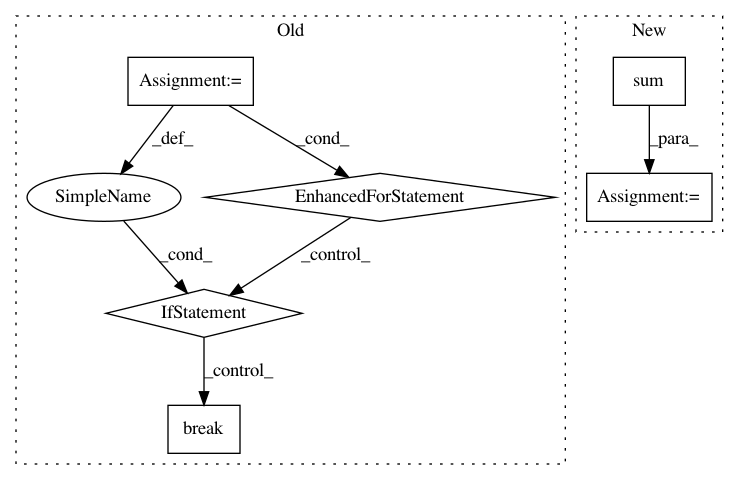 Old
New
Assignment:=
sum
_def_
_cond_
_para_
SimpleName
EnhancedForStatement
Assignment:=
_cond_
_control_
IfStatement
_control_
break